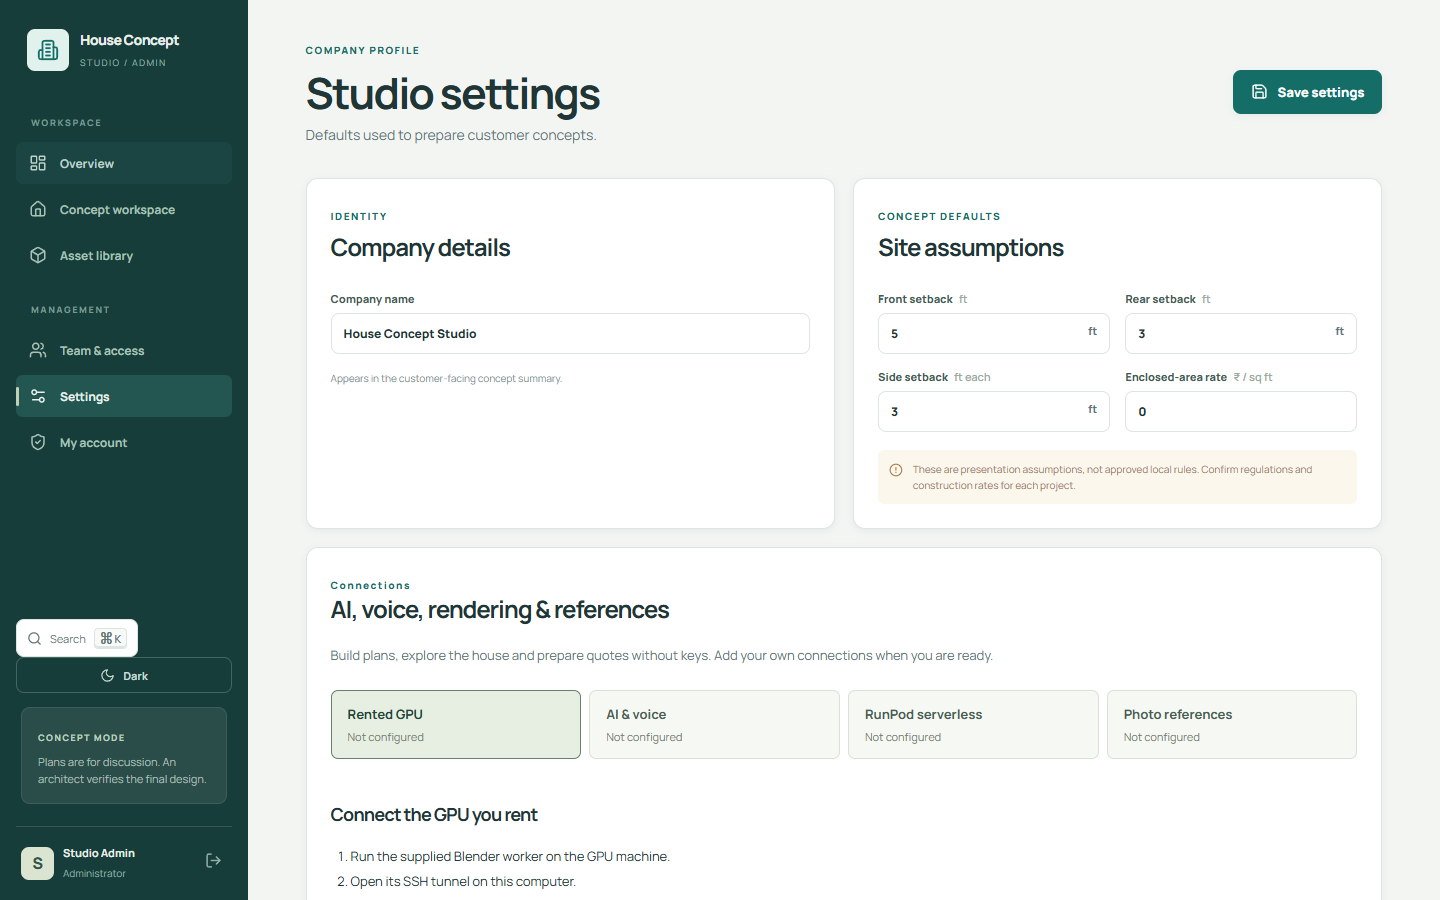 House Concept
STUDIO / ADMIN
WORKSPACE
Overview
Concept workspace
Asset library
MANAGEMENT
Team & access
Settings
My account
Search ⌘ K
Dark
CONCEPT MODE
Plans are for discussion. An
architect verifies the final design.
S
Studio Admin
Administrator
COMPANY PROFILE
Studio settings
Defaults used to prepare customer concepts.
Save settings
IDENTITY
Company details
Company name
House Concept Studio
Appears in the customer-facing concept summary.
CONCEPT DEFAULTS
Site assumptions
Front setback ft
5 ft
Rear setback ft
3 ft
Side setback ft each
3 ft
Enclosed-area rate ₹ / sq ft
0
These are presentation assumptions, not approved local rules. Confirm regulations and
construction rates for each project.
Connections
AI, voice, rendering & references
Build plans, explore the house and prepare quotes without keys. Add your own connections when you are ready.
Rented GPU
Not configured
AI & voice
Not configured
RunPod serverless
Not configured
Photo references
Not configured
Connect the GPU you rent
1. Run the supplied Blender worker on the GPU machine.
2. Open its SSH tunnel on this computer.